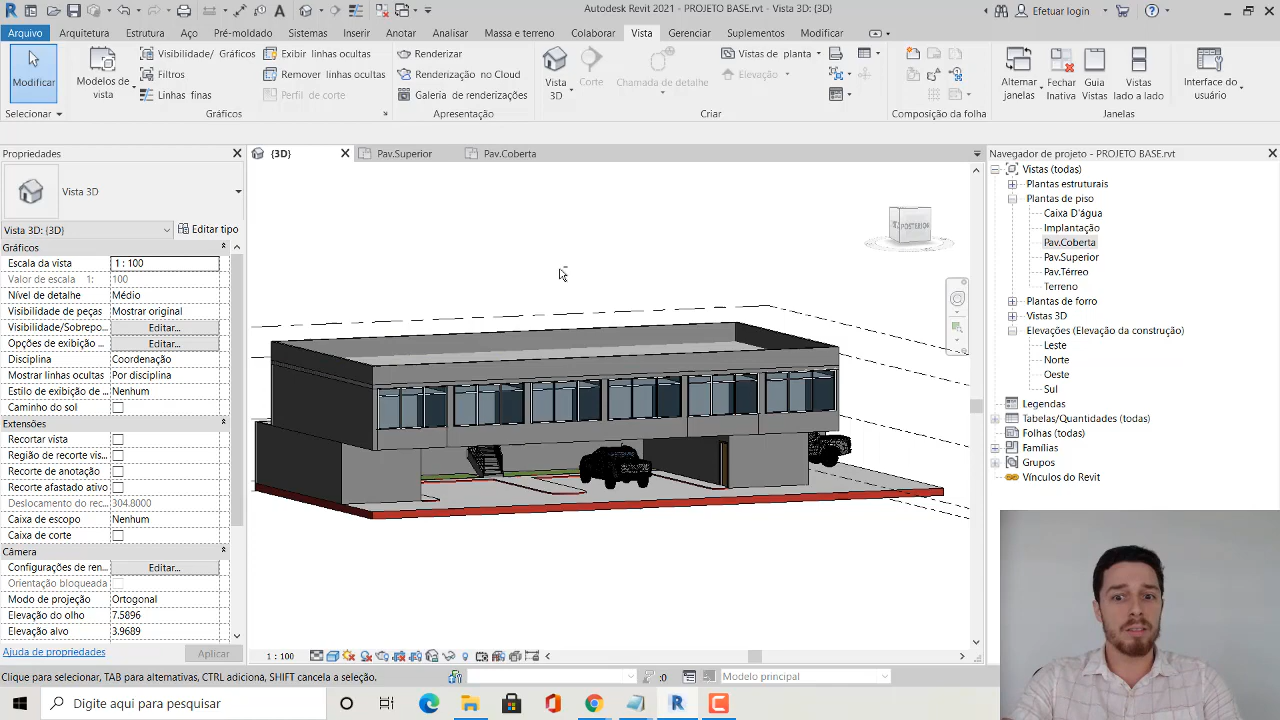 Autodesk Revit 2021 - PROJETO BASE.rvt - Vista 3D: {3D}
Efetuar login
Arquivo Arquitetura Estrutura Aço Pré-moldado Sistemas Inserir Anotar Analisar Massa e terreno Colaborar Vista Gerenciar Suplementos Modificar
Modificar
Selecionar
Modelos de vista
Visibilidade/ Gráficos
Filtros
Linhas finas
Exibir linhas ocultas
Remover linhas ocultas
Perfil de corte
Gráficos
Renderizar
Renderização no Cloud
Galeria de renderizações
Apresentação
Vista 3D
Corte
Chamada de detalhe
Vistas de planta
Elevação
Criar
Composição da folha
Alternar janelas
Fechar Inativa
Guia Vistas
Vistas lado a lado
Janelas
Interface do usuário
Propriedades
Vista 3D
Vista 3D: {3D}
Editar tipo
Gráficos
Escala da vista 1 : 100
Valor de escala 1: 100
Nível de detalhe Médio
Visibilidade de peças Mostrar original
Visibilidade/Sobrepo... Editar...
Opções de exibição ... Editar...
Disciplina Coordenação
Mostrar linhas ocultas Por disciplina
Estilo de exibição de ... Nenhum
Caminho do sol
Extensões
Recortar vista
Região de recorte vis...
Recorte de anotação
Recorte afastado ativo
Deslocamento do rec... 304.8000
Caixa de escopo Nenhum
Caixa de corte
Câmera
Configurações de ren... Editar...
Orientação bloqueada
Modo de projeção Ortogonal
Elevação do olho 7.5896
Elevação alvo 3.9689
Ajuda de propriedades
Aplicar
{3D}
Pav.Superior
Pav.Coberta
POSTERIOR
Navegador de projeto - PROJETO BASE.rvt
Vistas (todas)
Plantas estruturais
Plantas de piso
Caixa D'água
Implantação
Pav.Coberta
Pav.Superior
Pav.Térreo
Terreno
Plantas de forro
Vistas 3D
Elevações (Elevação da construção)
Leste
Norte
Oeste
Sul
Legendas
Tabelas/Quantidades (todas)
Folhas (todas)
Famílias
Grupos
Vínculos do Revit
1 : 100
Clique para selecionar, TAB para alternativas, CTRL adiciona, SHIFT cancela a seleção.
:0
Modelo principal
Digite aqui para pesquisar